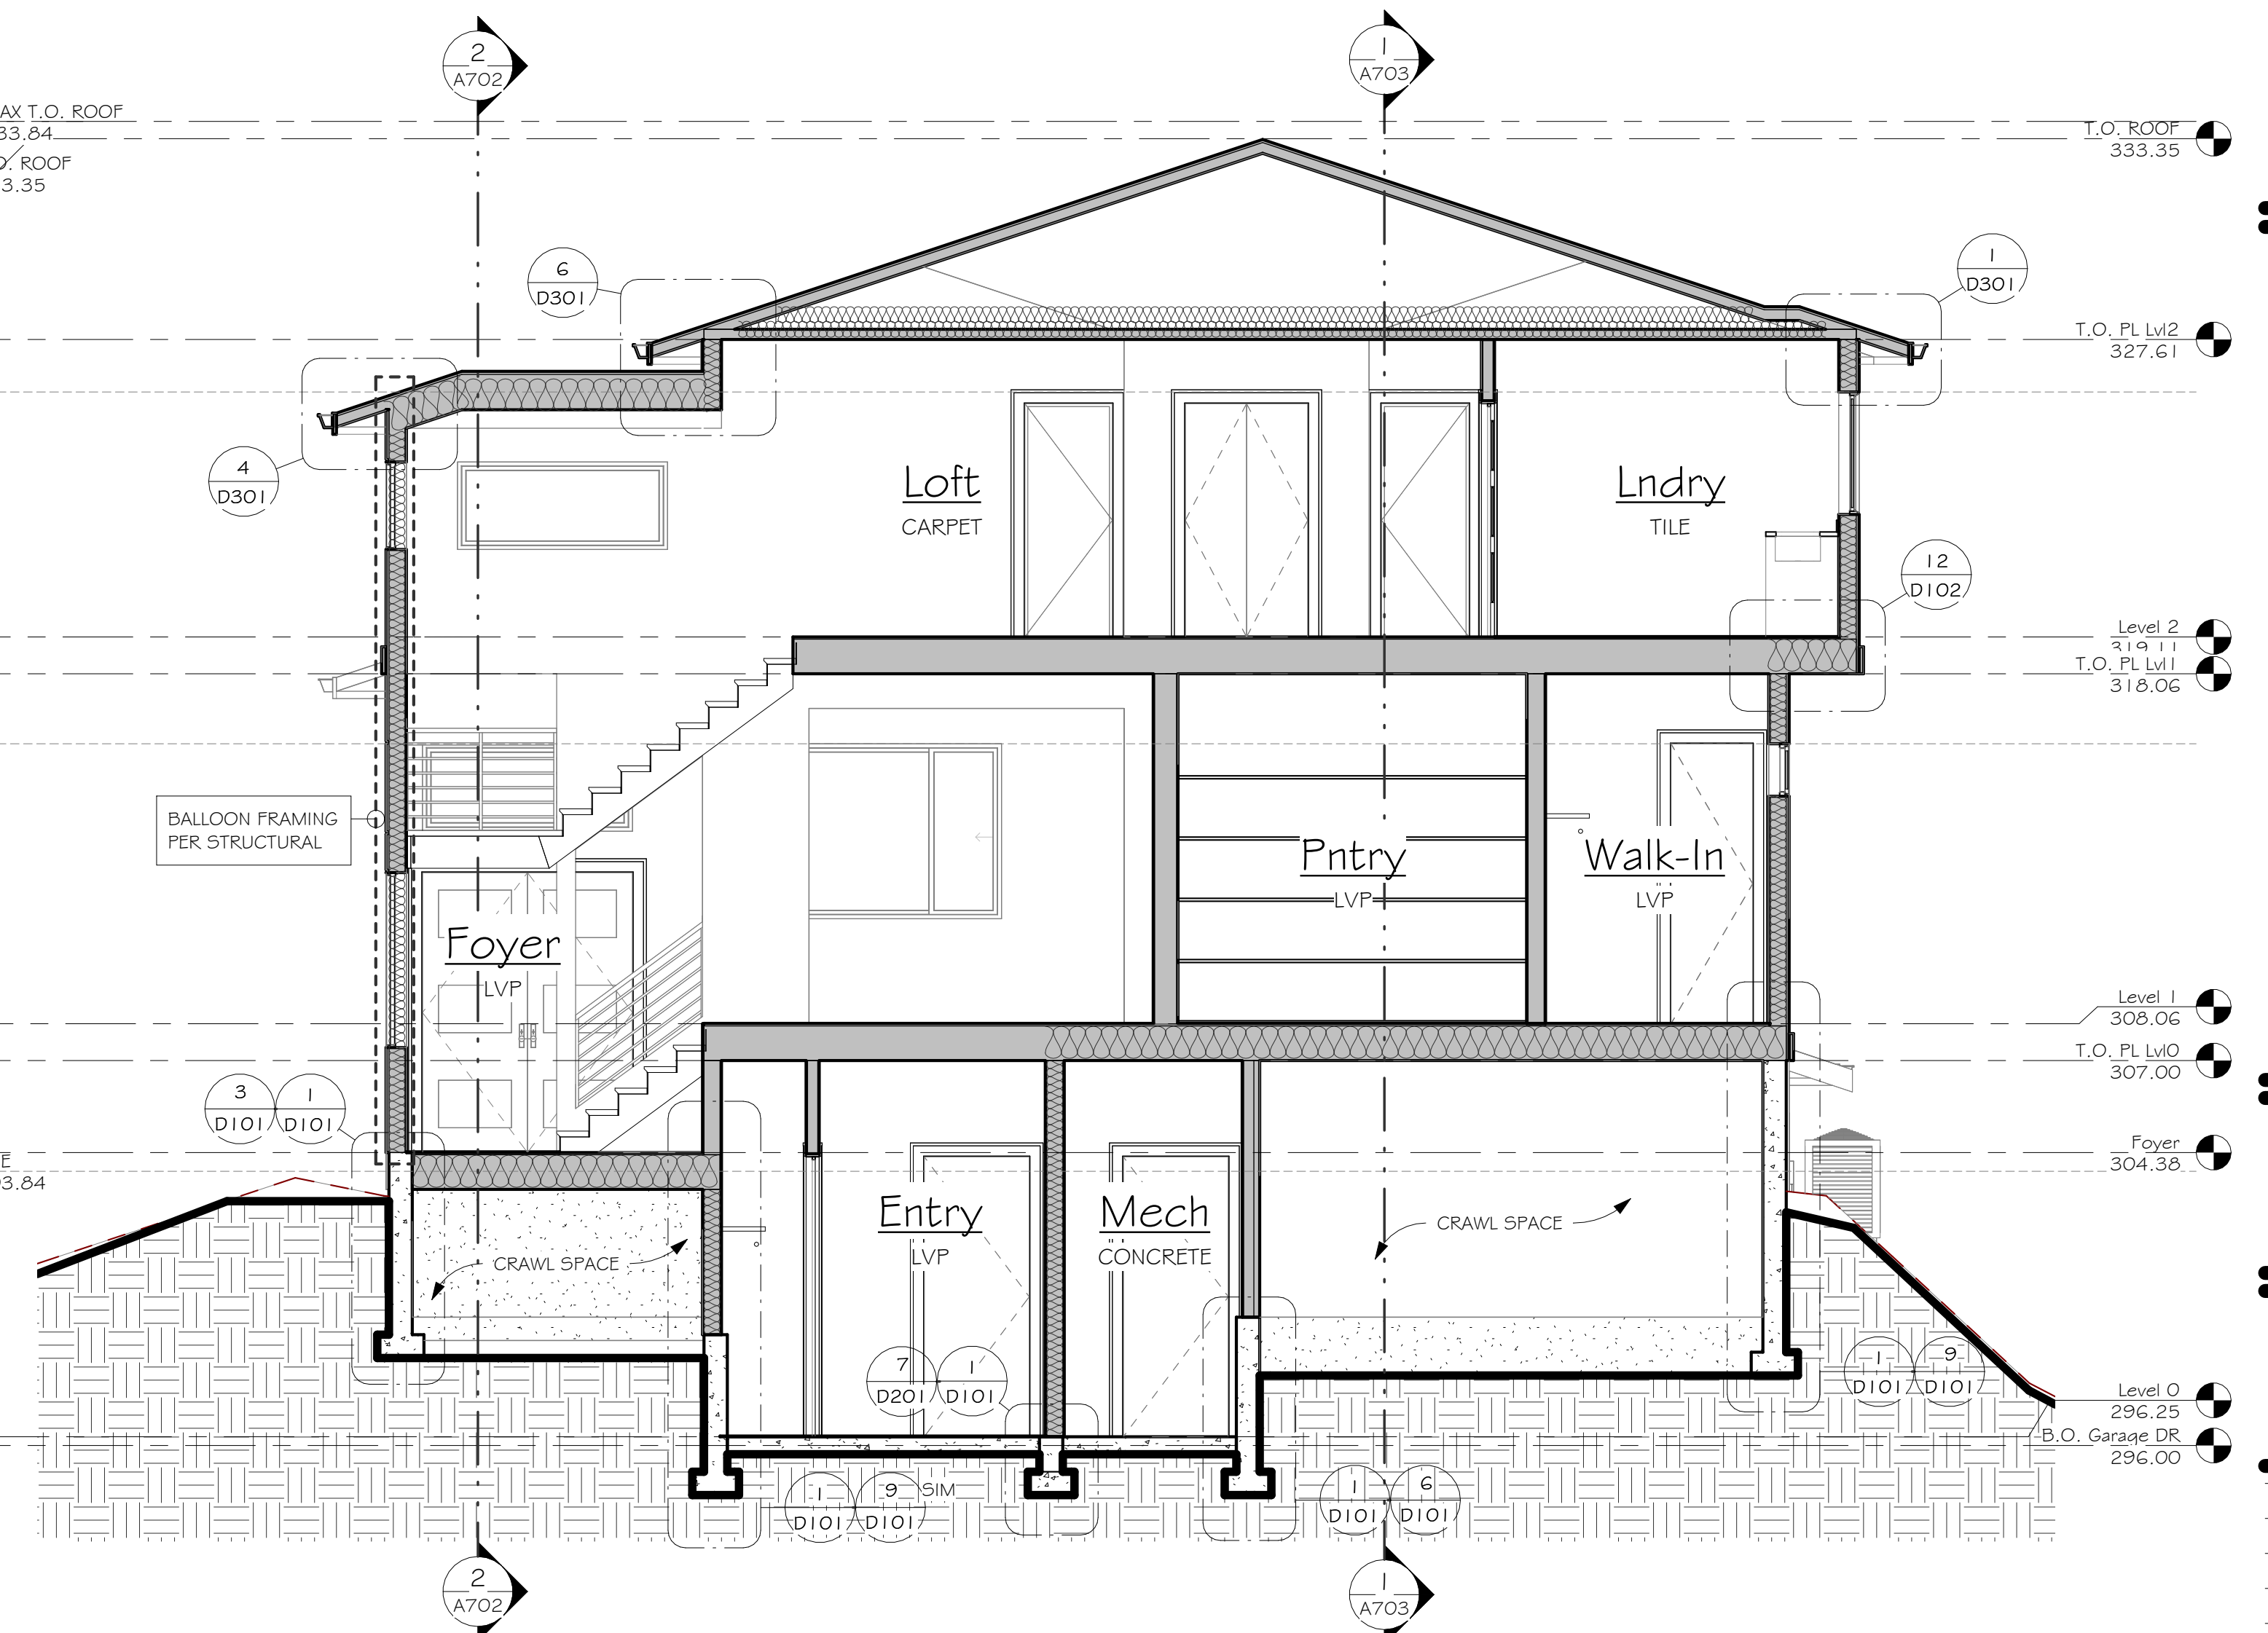 2
A702
1
A703
AX T.O. ROOF
33.84
O. ROOF
3.35
T.O. ROOF
333.35
6
D301
1
D301
T.O. PL Lvl2
327.61
4
D301
Loft
CARPET
Lndry
TILE
12
D102
Level 2
319.11
T.O. PL Lvl1
318.06
BALLOON FRAMING
PER STRUCTURAL
Pntry
LVP
Walk-In
LVP
Foyer
LVP
Level 1
308.06
T.O. PL Lvl0
307.00
3
D101
1
D101
E
03.84
Foyer
304.38
Entry
LVP
Mech
CONCRETE
CRAWL SPACE
CRAWL SPACE
7
D201
1
D101
1
D101
9
D101
Level 0
296.25
B.O. Garage DR
296.00
1
D101
9
D101
SIM
1
D101
6
D101
2
A702
1
A703